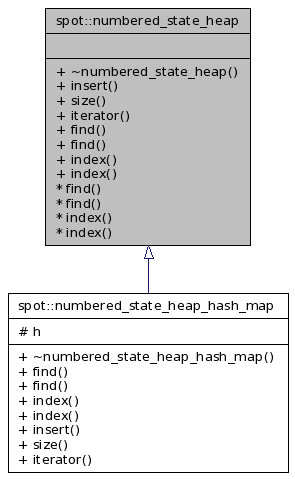 spot::numbered_state_heap
+ ~numbered_state_heap()
+ insert()
+ size()
+ iterator()
+ find()
+ find()
+ index()
+ index()
* find()
* find()
* index()
* index()
spot::numbered_state_heap_hash_map
# h
+ ~numbered_state_heap_hash_map()
+ find()
+ find()
+ index()
+ index()
+ insert()
+ size()
+ iterator()